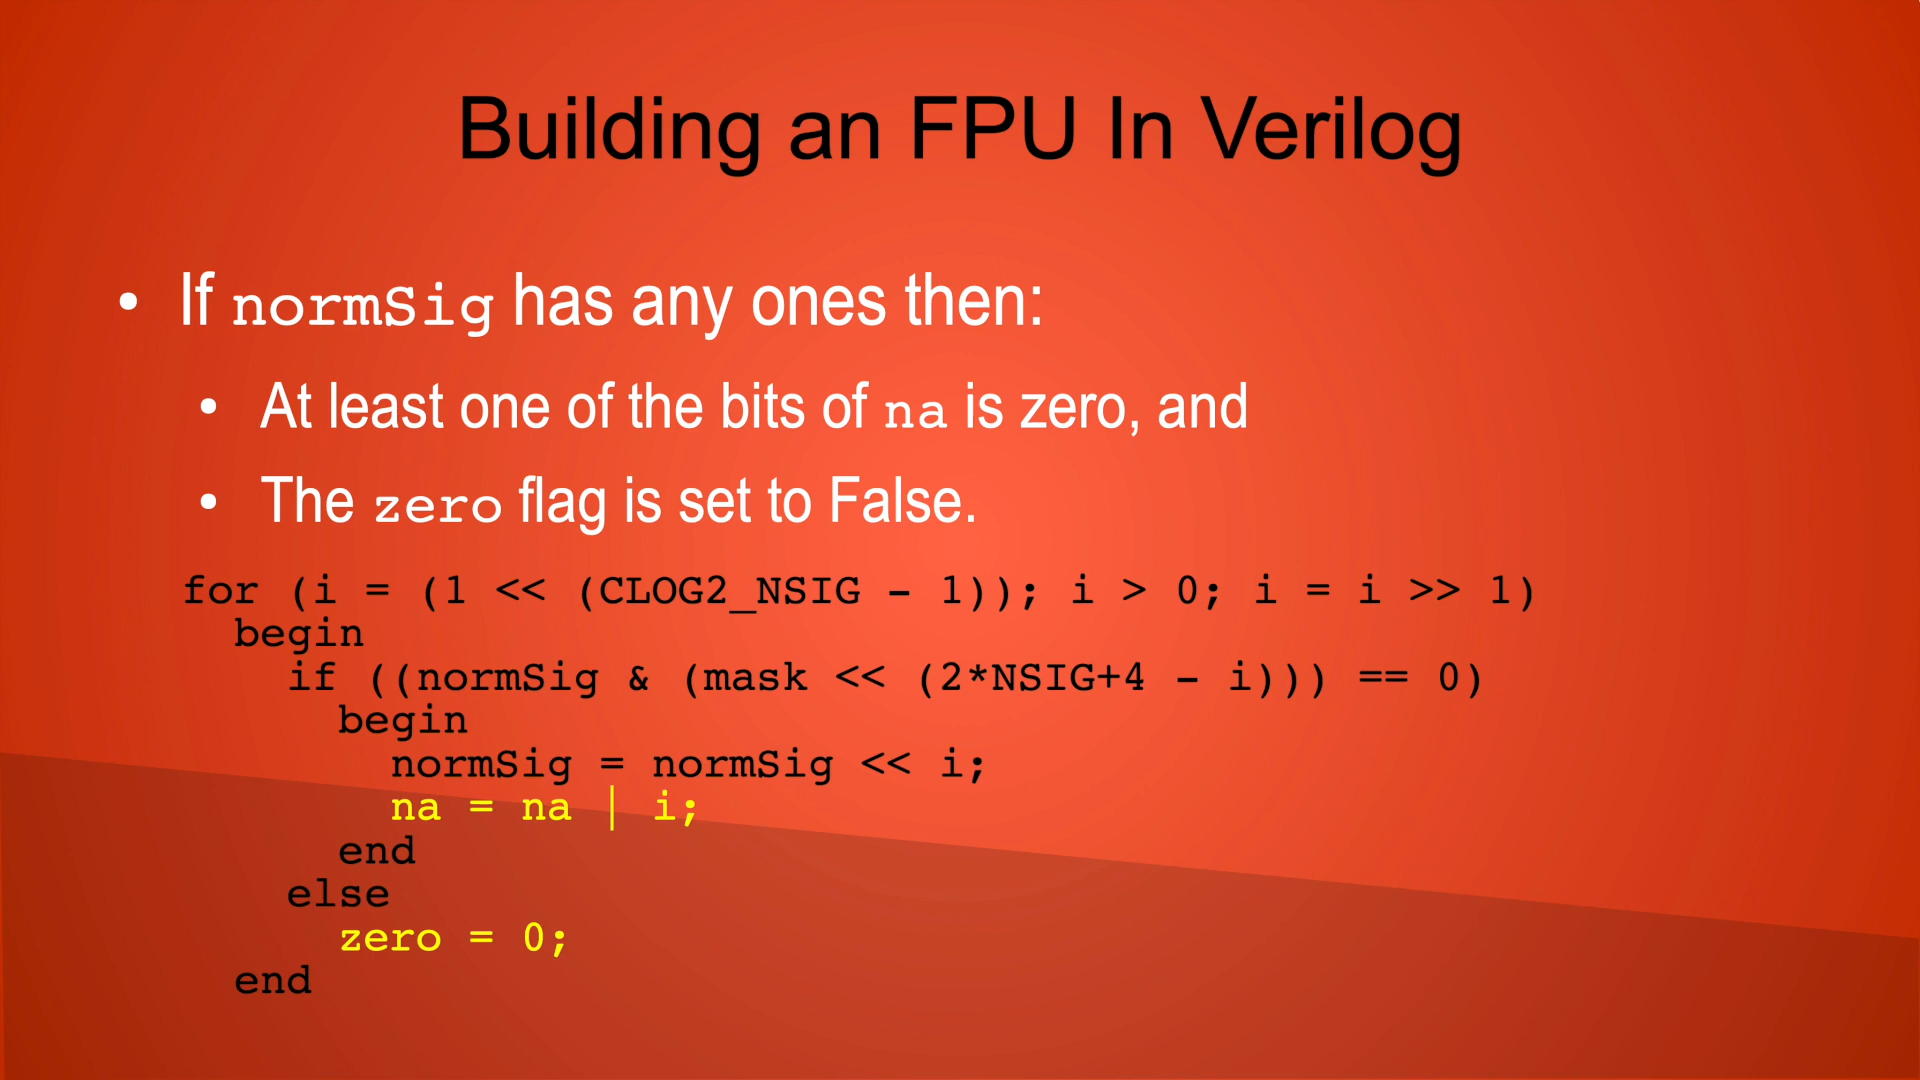 Building an FPU In Verilog
• If normSig has any ones then:
• At least one of the bits of na is zero, and
• The zero flag is set to False.
for (i = (1 << (CLOG2_NSIG - 1)); i > 0; i = i >> 1)
begin
if ((normSig & (mask << (2*NSIG+4 - i))) == 0)
begin
normSig = normSig << i;
na = na | i;
end
else
zero = 0;
end